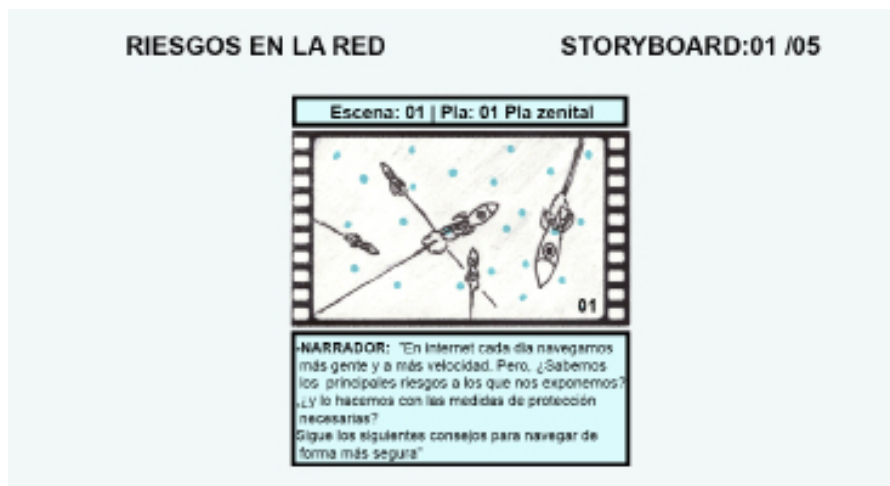 RIESGOS EN LA RED
STORYBOARD:01 /05
Escena: 01 | Pla: 01 Pla zenital
01
-NARRADOR: "En Internet cada dia navegamos
más gente y a más velocidad. Pero, ¿Sabemos
los principales riesgos a los que nos exponemos?
¿y lo hacemos con las medidas de protección
necesarias?
Sigue los siguientes consejos para navegar de
forma más segura"